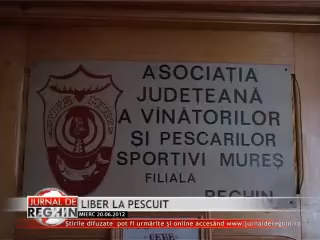 ASOCIAȚIA
JUDEȚEANĂ
A VÎNĂTORILOR
ȘI PESCARILOR
SPORTIVI MUREȘ
FILIALA
REGHIN
JURNAL DE
REGHIN
LIBER LA PESCUIT
MIERC 20.06.2012
Știrile difuzate pot fi urmărite și online accesând www.jurnaldereghin.ro